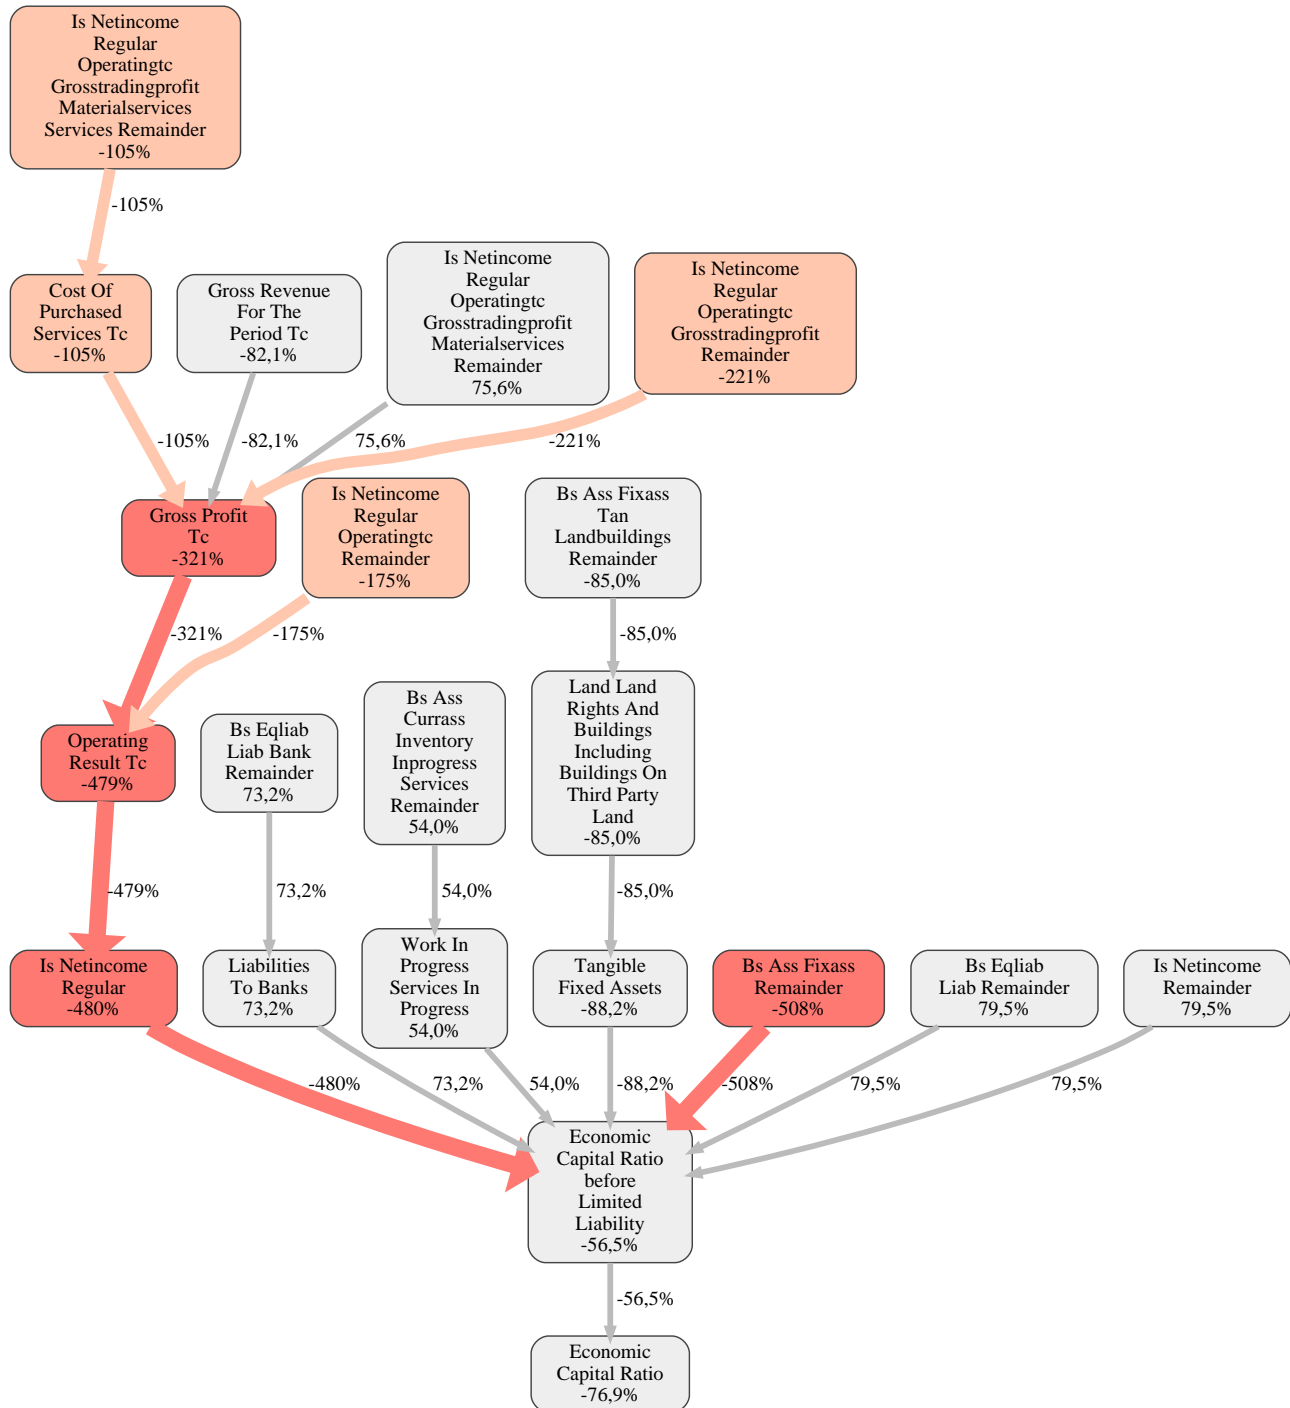 Is Netincome
Regular
Operatingtc
Grosstradingprofit
Materialservices
Services Remainder
-105%
-105%
Cost Of
Purchased
Services Tc
-105%
Gross Revenue
For The
Period Tc
-82,1%
Is Netincome
Regular
Operatingtc
Grosstradingprofit
Materialservices
Remainder
75,6%
Is Netincome
Regular
Operatingtc
Grosstradingprofit
Remainder
-221%
-105%
-82,1%
75,6%
-221%
Gross Profit
Tc
-321%
Is Netincome
Regular
Operatingtc
Remainder
-175%
Bs Ass Fixass
Tan
Landbuildings
Remainder
-85,0%
-321%
-175%
-85,0%
Operating
Result Tc
-479%
Bs Eqliab
Liab Bank
Remainder
73,2%
Bs Ass
Currass
Inventory
Inprogress
Services
Remainder
54,0%
Land Land
Rights And
Buildings
Including
Buildings On
Third Party
Land
-85,0%
-479%
73,2%
54,0%
-85,0%
Is Netincome
Regular
-480%
Liabilities
To Banks
73,2%
Work In
Progress
Services In
Progress
54,0%
Tangible
Fixed Assets
-88,2%
Bs Ass Fixass
Remainder
-508%
Bs Eqliab
Liab Remainder
79,5%
Is Netincome
Remainder
79,5%
-480%
73,2%
54,0%
-88,2%
-508%
79,5%
79,5%
Economic
Capital Ratio
before
Limited
Liability
-56,5%
-56,5%
Economic
Capital Ratio
-76,9%